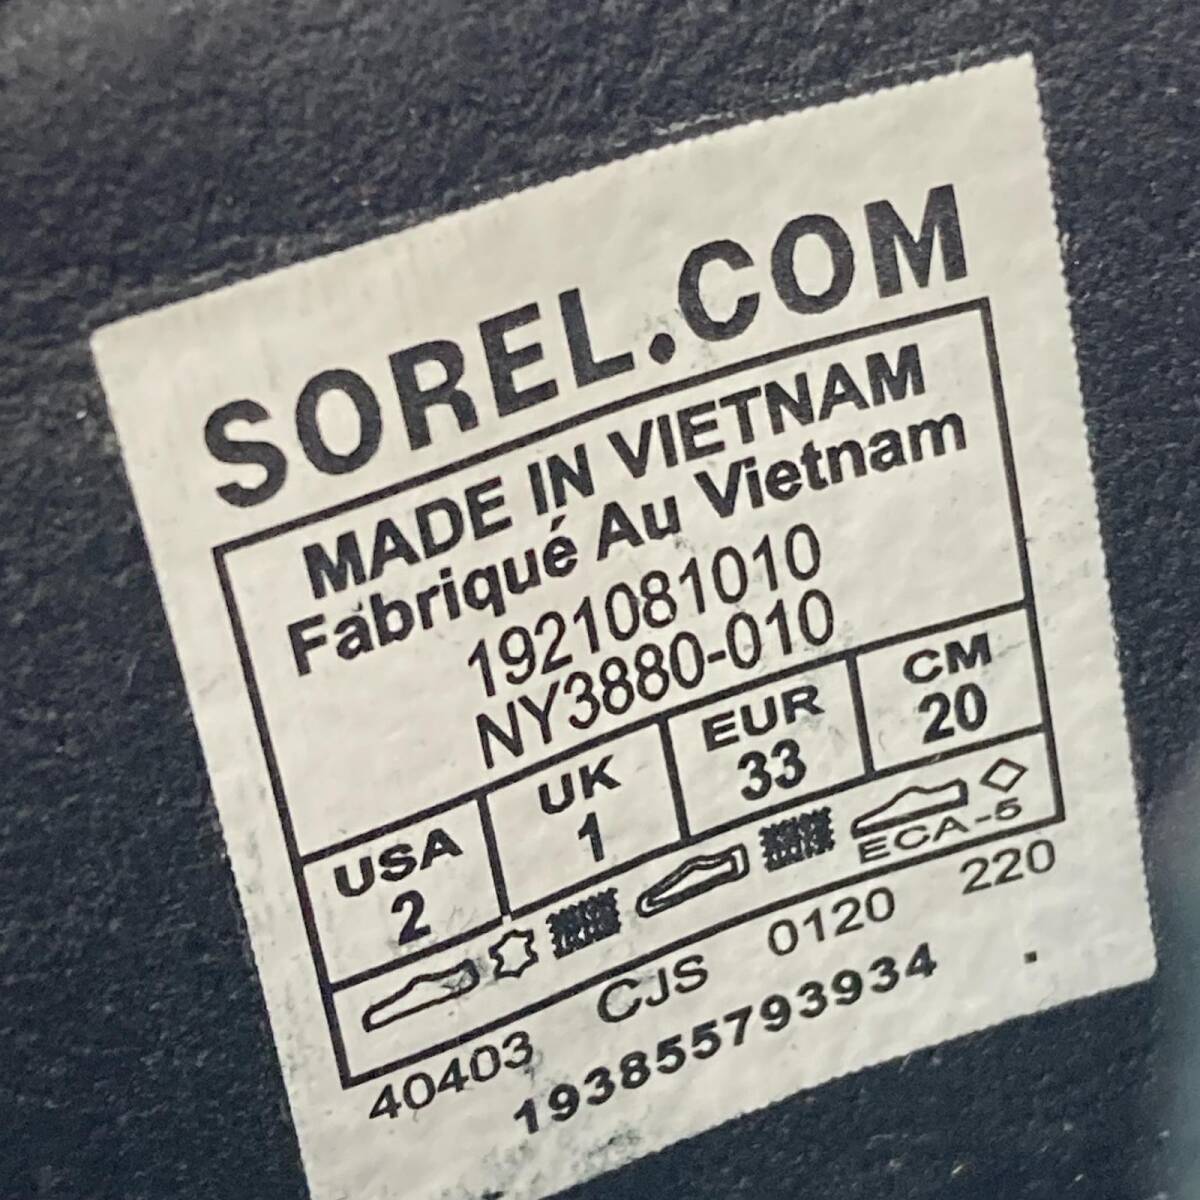 SOREL.COM
MADE IN VIETNAM
Fabriqué Au Vietnam
1921081010
NY3880-010
USA UK EUR CM
2 1 33 20
ECA-5
40403 CJS 0120 220
193855793934